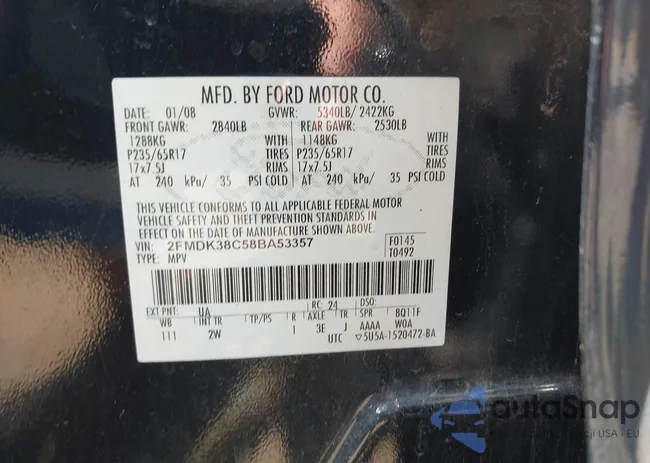 MFD. BY FORD MOTOR CO.
DATE: 01/08 GVWR: 5340LB/ 2422KG
FRONT GAWR: 2840LB REAR GAWR: 2530LB
1288KG WITH 1148KG WITH
P235/65R17 TIRES P235/65R17 TIRES
17x7.5J RIMS 17x7.5J RIMS
AT 240 kPa/ 35 PSI COLD AT 240 kPa/ 35 PSI COLD
THIS VEHICLE CONFORMS TO ALL APPLICABLE FEDERAL MOTOR
VEHICLE SAFETY AND THEFT PREVENTION STANDARDS IN
EFFECT ON THE DATE OF MANUFACTURE SHOWN ABOVE.
VIN: 2FMDK38C58BA53357 F0145
TYPE: MPV T0492
EXT PNT: UA RC: 24 DSO:
WB INT TR TP/PS R AXLE TR SPR 8Q11F
111 2W 1 3E J AAAA W0A
UTC ▽5U5A-1520472-BA
autoSnap
USA • EU